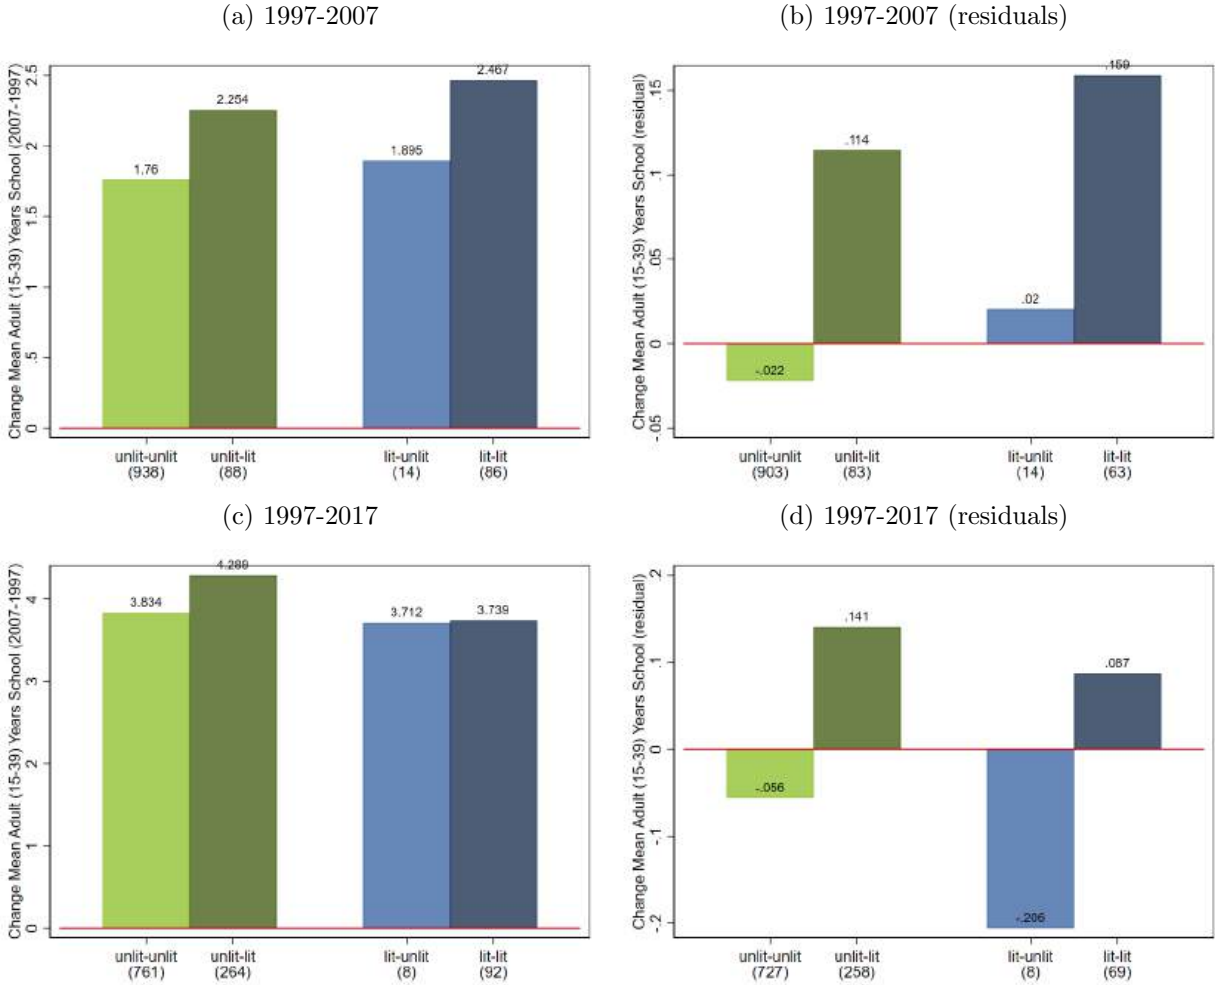 (a) 1997-2007
Change Mean Adult (15-39) Years School (2007-1997)
2.5
2
1.5
1
.5
0
1.76
2.254
1.895
2.467
unlit-unlit
(938)
unlit-lit
(88)
lit-unlit
(14)
lit-lit
(86)
(b) 1997-2007 (residuals)
Change Mean Adult (15-39) Years School (residual)
.15
.1
.05
0
-.05
-.022
.114
.02
.159
unlit-unlit
(903)
unlit-lit
(83)
lit-unlit
(14)
lit-lit
(63)
(c) 1997-2017
Change Mean Adult (15-39) Years School (2007-1997)
4
3
2
1
0
3.834
4.289
3.712
3.739
unlit-unlit
(761)
unlit-lit
(264)
lit-unlit
(8)
lit-lit
(92)
(d) 1997-2017 (residuals)
Change Mean Adult (15-39) Years School (residual)
.2
.1
0
-.1
-.2
-.056
.141
-.206
.087
unlit-unlit
(727)
unlit-lit
(258)
lit-unlit
(8)
lit-lit
(69)